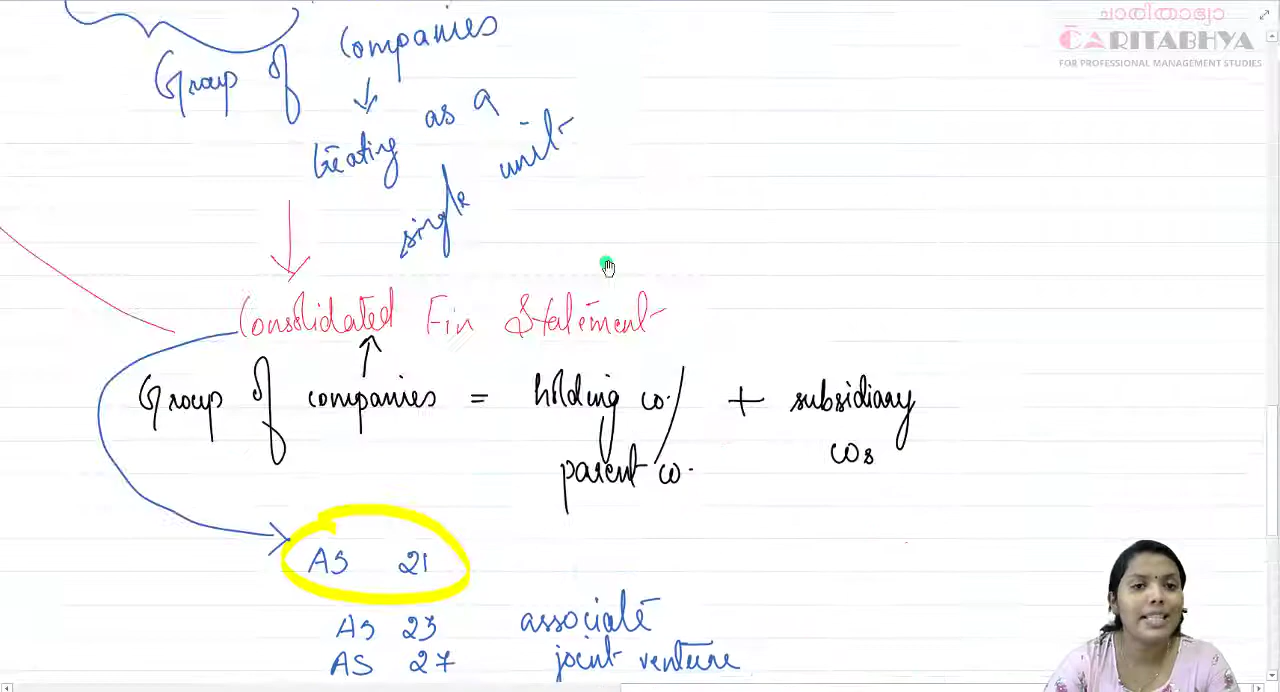 ചാരിതാഭ്യാ
CARITABHYA
FOR PROFESSIONAL MANAGEMENT STUDIES
Group of companies
treating as a
single unit
Consolidated Fin Statement
Group of companies = holding co./ + subsidiary
parent co. cos
AS 21
AS 23 associate
AS 27 joint venture